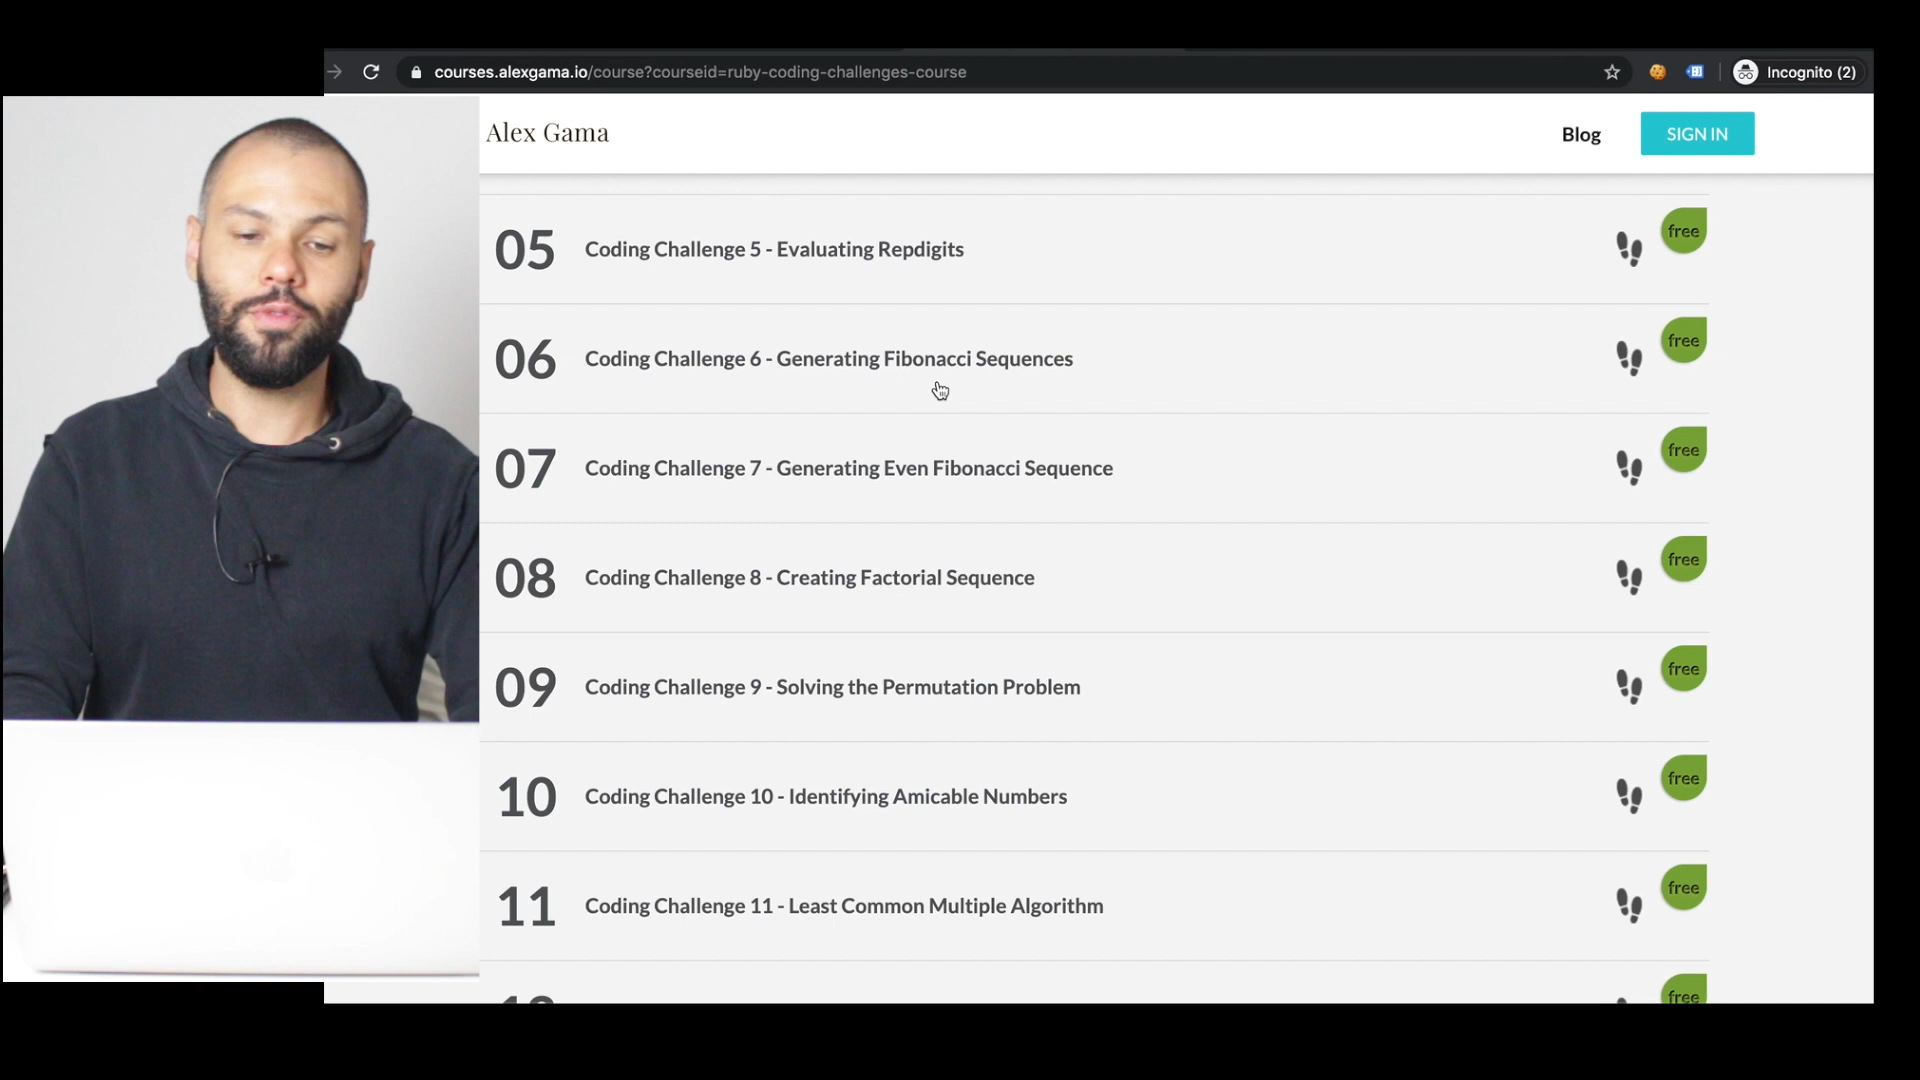 courses.alexgama.io/course?courseid=ruby-coding-challenges-course
Incognito (2)
Alex Gama
Blog
SIGN IN
05 Coding Challenge 5 - Evaluating Repdigits free
06 Coding Challenge 6 - Generating Fibonacci Sequences free
07 Coding Challenge 7 - Generating Even Fibonacci Sequence free
08 Coding Challenge 8 - Creating Factorial Sequence free
09 Coding Challenge 9 - Solving the Permutation Problem free
10 Coding Challenge 10 - Identifying Amicable Numbers free
11 Coding Challenge 11 - Least Common Multiple Algorithm free
free